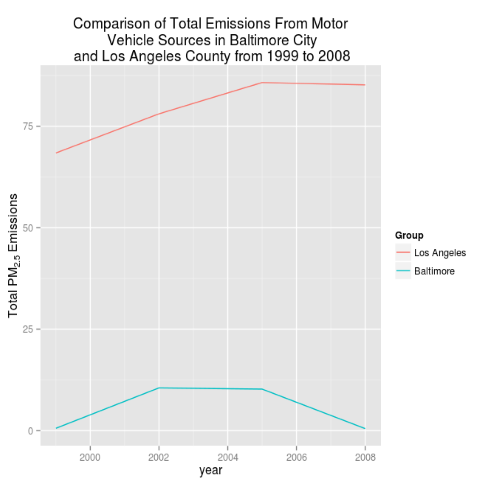 Comparison of Total Emissions From Motor
Vehicle Sources in Baltimore City
and Los Angeles County from 1999 to 2008
75
50
25
0
Total PM2.5 Emissions
2000 2002 2004 2006 2008
year
Group
Los Angeles
Baltimore